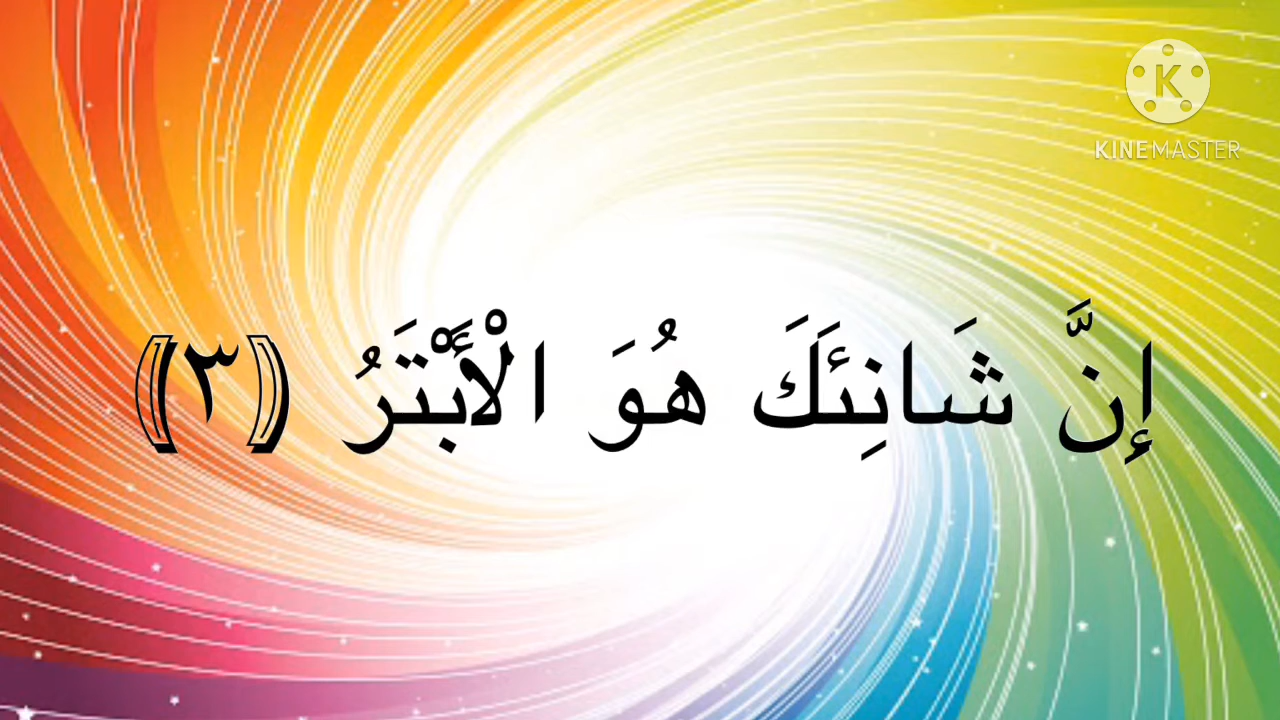 KINEMASTER
إِنَّ شَانِئَكَ هُوَ الْأَبْتَرُ ⟪٣⟫